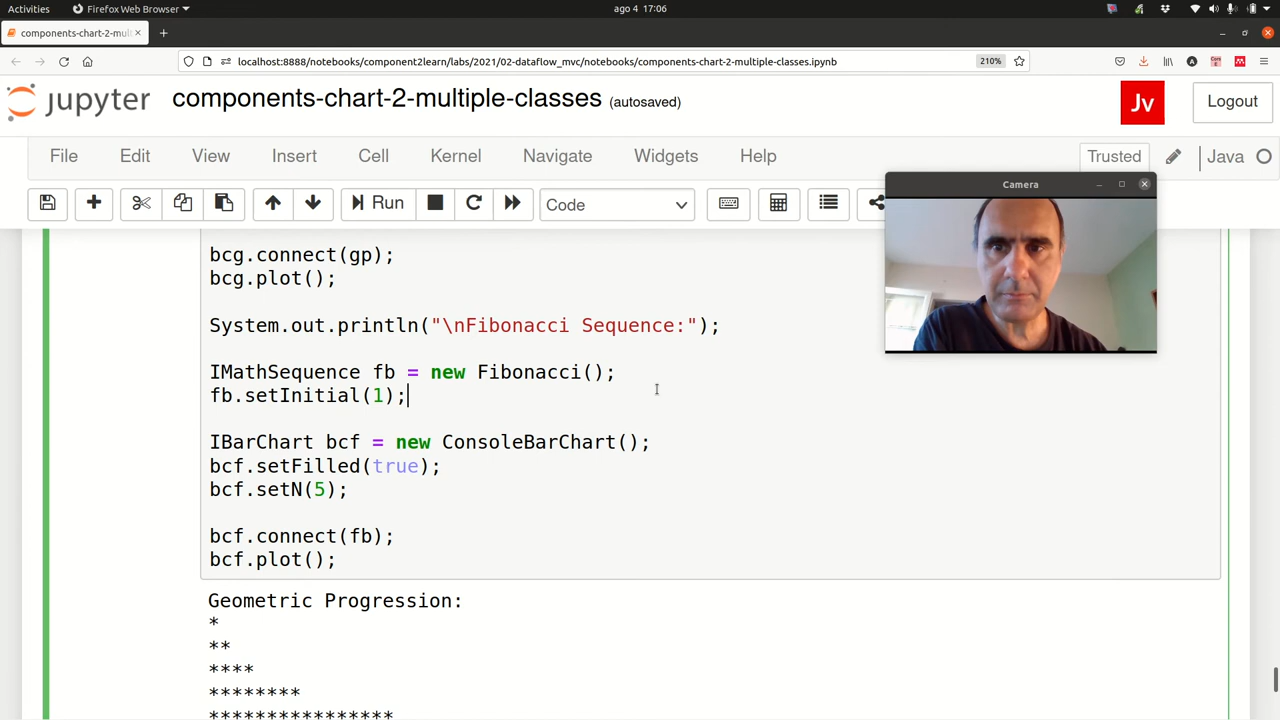 Activities
Firefox Web Browser
ago 4 17:06
components-chart-2-mul
localhost:8888/notebooks/component2learn/labs/2021/02-dataflow_mvc/notebooks/components-chart-2-multiple-classes.ipynb
210%
jupyter
components-chart-2-multiple-classes (autosaved)
Jv
Logout
File Edit View Insert Cell Kernel Navigate Widgets Help
Trusted
Java
Run
Code
Camera
bcg.connect(gp);
bcg.plot();
System.out.println("\nFibonacci Sequence:");
IMathSequence fb = new Fibonacci();
fb.setInitial(1);
IBarChart bcf = new ConsoleBarChart();
bcf.setFilled(true);
bcf.setN(5);
bcf.connect(fb);
bcf.plot();
Geometric Progression:
*
**
****
********
****************